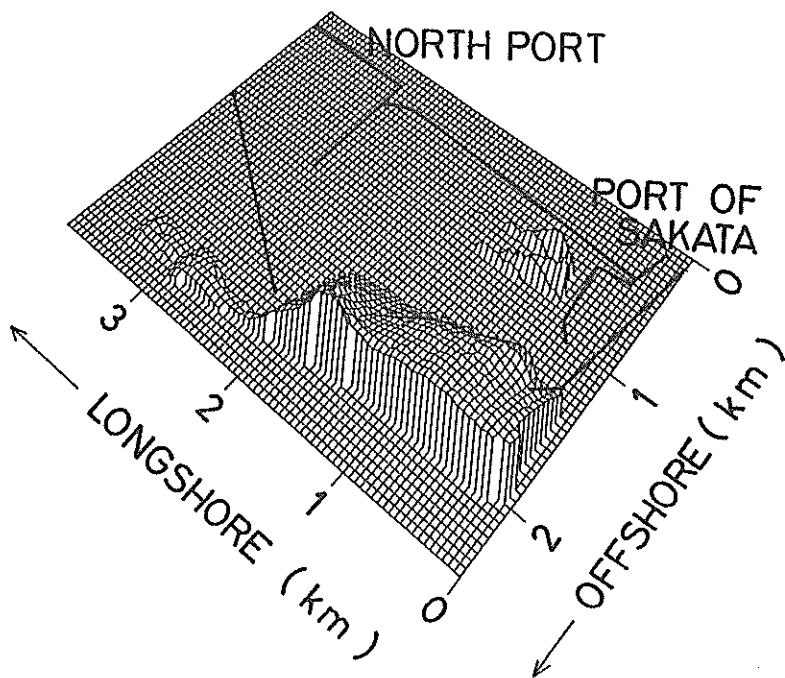 NORTH PORT
PORT OF
SAKATA
0
1
2
OFFSHORE (km)
3
2
1
0
LONGSHORE (km)